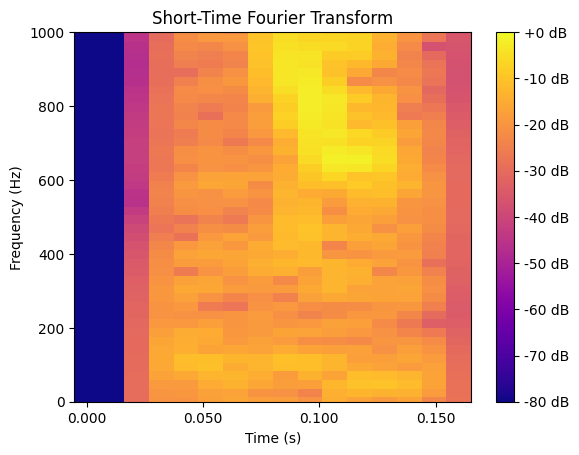 Short-Time Fourier Transform
Frequency (Hz)
1000
800
600
400
200
0
0.000 0.050 0.100 0.150
Time (s)
+0 dB
-10 dB
-20 dB
-30 dB
-40 dB
-50 dB
-60 dB
-70 dB
-80 dB